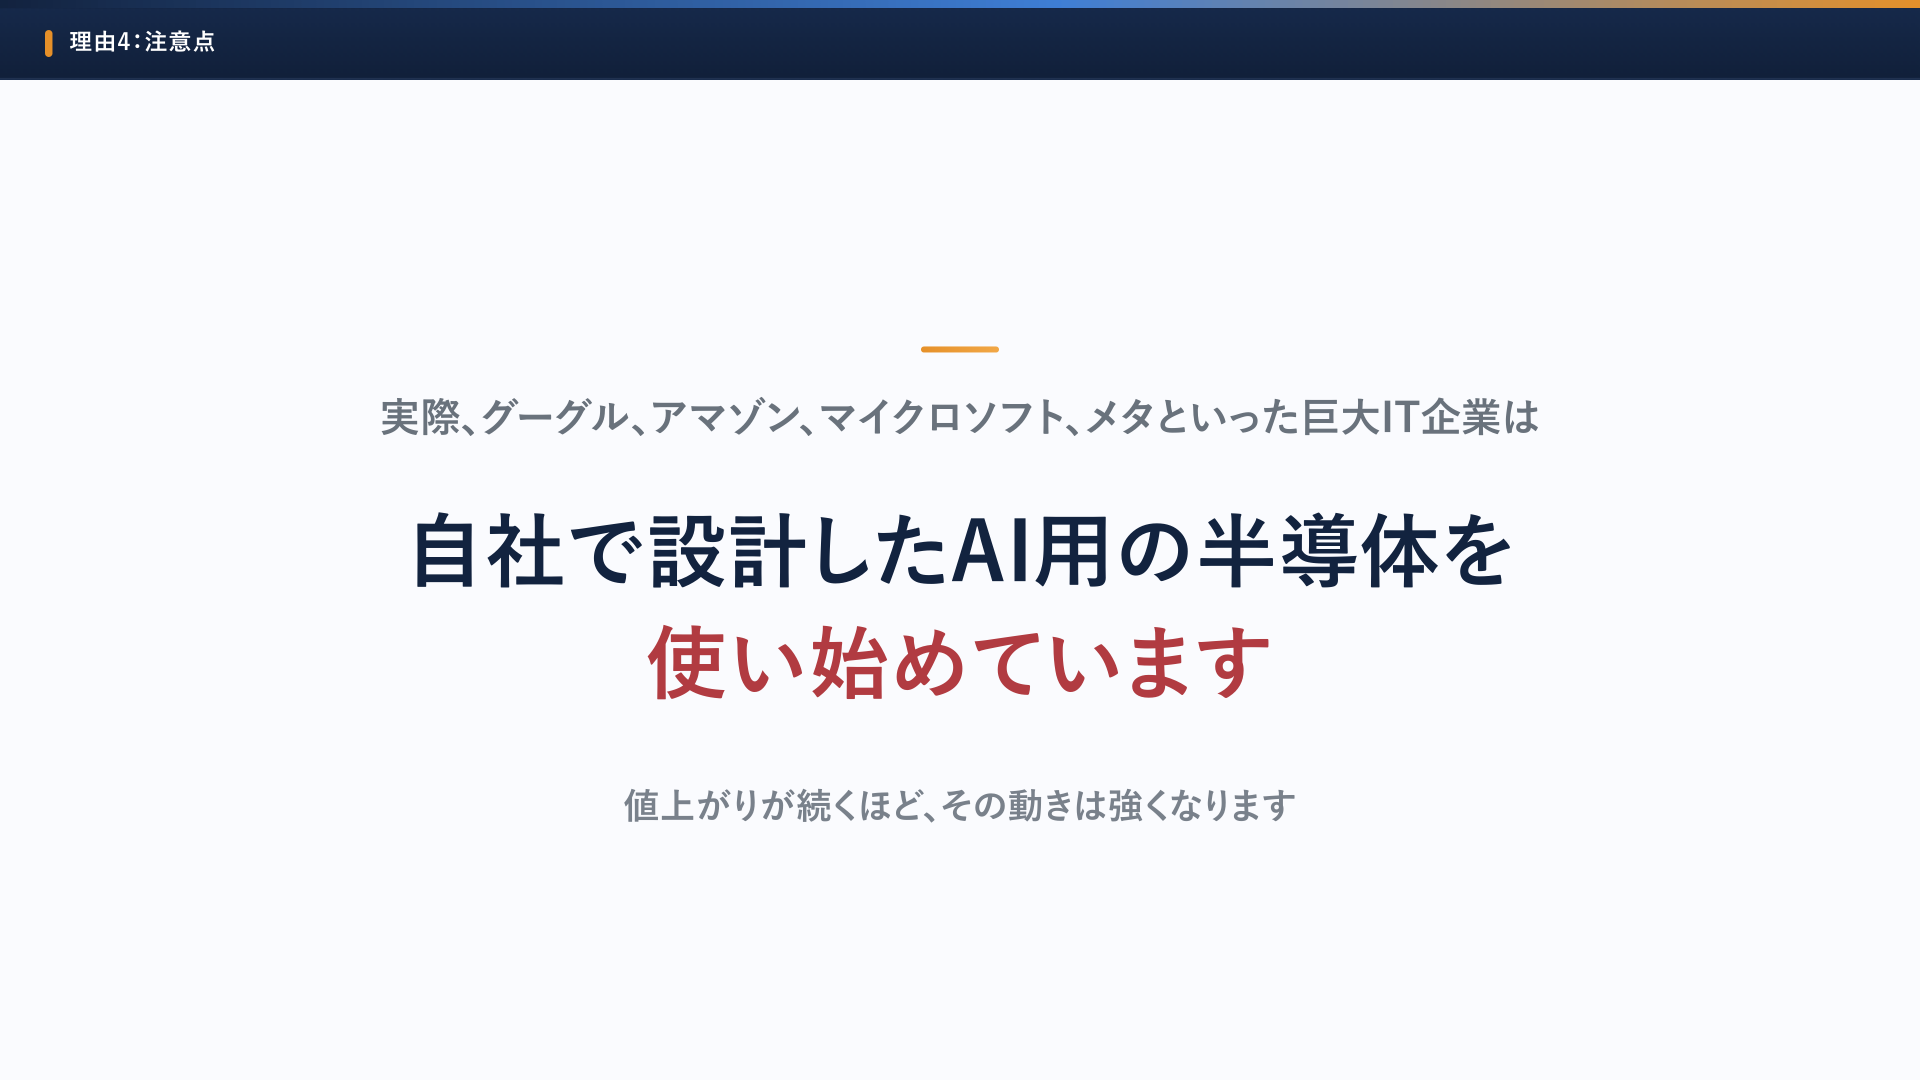 理由4：注意点
実際、グーグル、アマゾン、マイクロソフト、メタといった巨大IT企業は
自社で設計したAI用の半導体を
使い始めています
値上がりが続くほど、その動きは強くなります